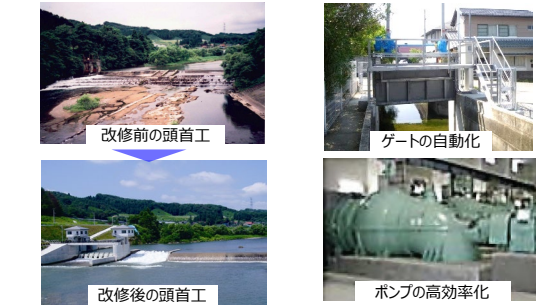 改修前の頭首工
ゲートの自動化
改修後の頭首工
ポンプの高効率化